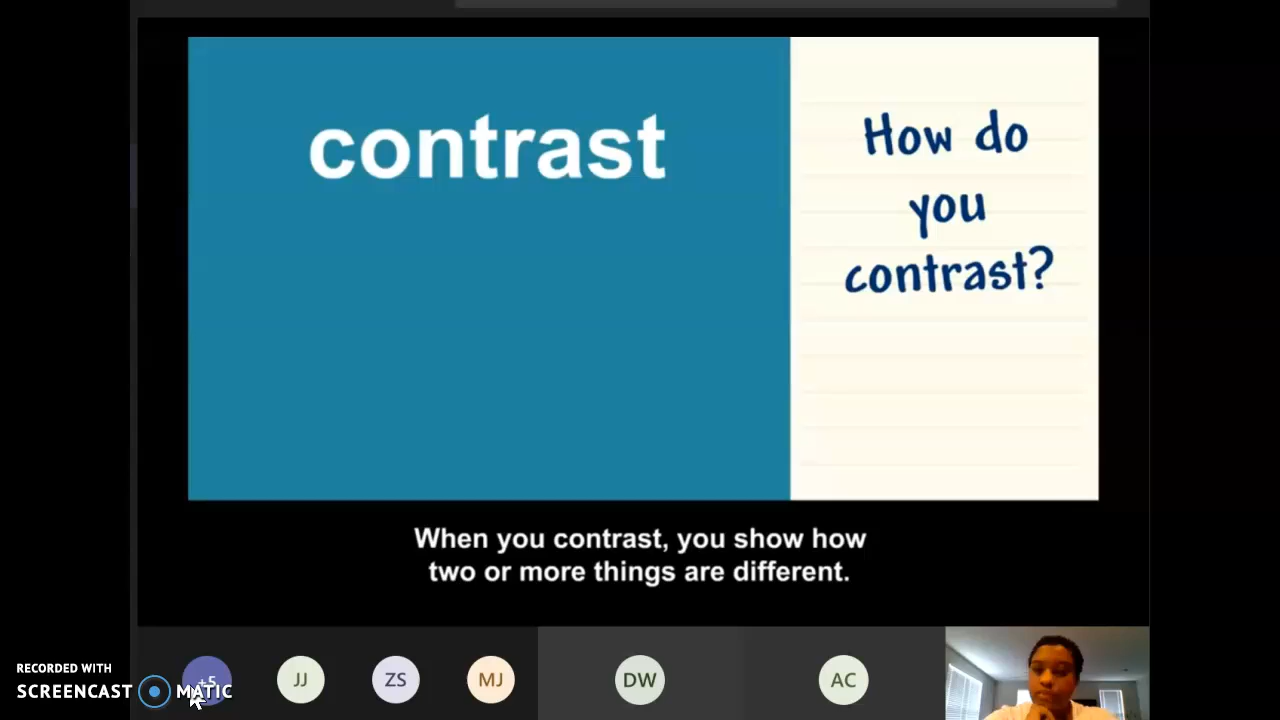 contrast
How do
you
contrast?
When you contrast, you show how
two or more things are different.
RECORDED WITH
SCREENCAST MATIC
+5
JJ
ZS
MJ
DW
AC